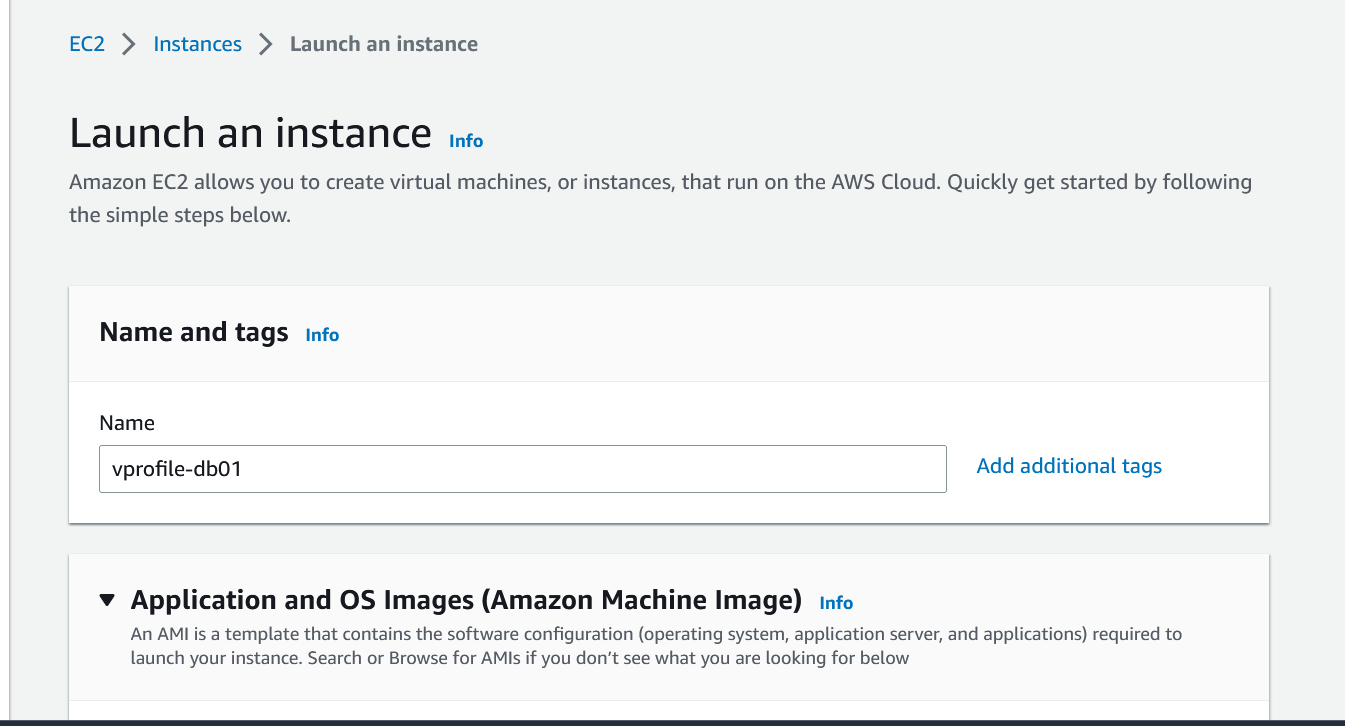 EC2 > Instances > Launch an instance
Launch an instance Info
Amazon EC2 allows you to create virtual machines, or instances, that run on the AWS Cloud. Quickly get started by following
the simple steps below.
Name and tags Info
Name
vprofile-db01 Add additional tags
Application and OS Images (Amazon Machine Image) Info
An AMI is a template that contains the software configuration (operating system, application server, and applications) required to
launch your instance. Search or Browse for AMIs if you don’t see what you are looking for below